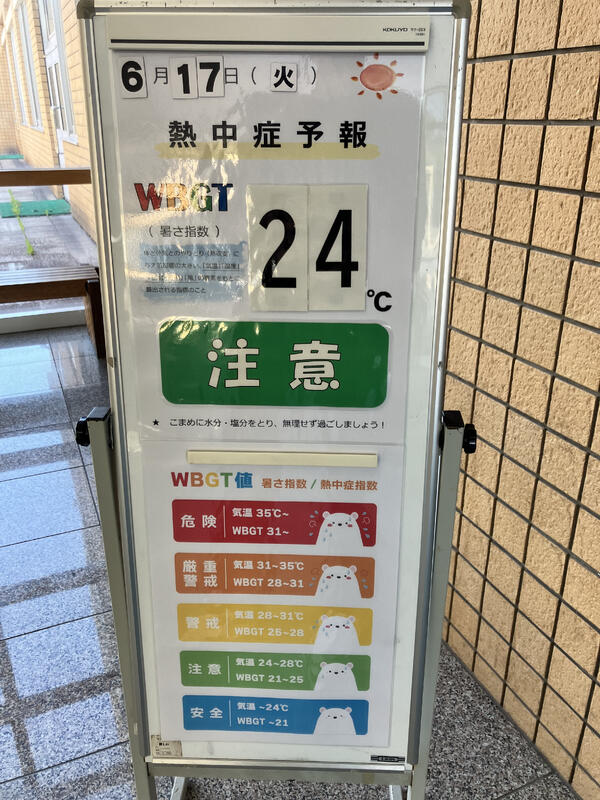 KOKUYO
6月17日(火)
熱中症予報
WBGT
(暑さ指数)
24℃
注意
★ こまめに水分・塩分をとり、無理せず過ごしましょう！
WBGT値 暑さ指数 / 熱中症指数
危険 気温 35℃~
WBGT 31~
厳重警戒 気温 31~35℃
WBGT 28~31
警戒 気温 28~31℃
WBGT 25~28
注意 気温 24~28℃
WBGT 21~25
安全 気温 ~24℃
WBGT ~21